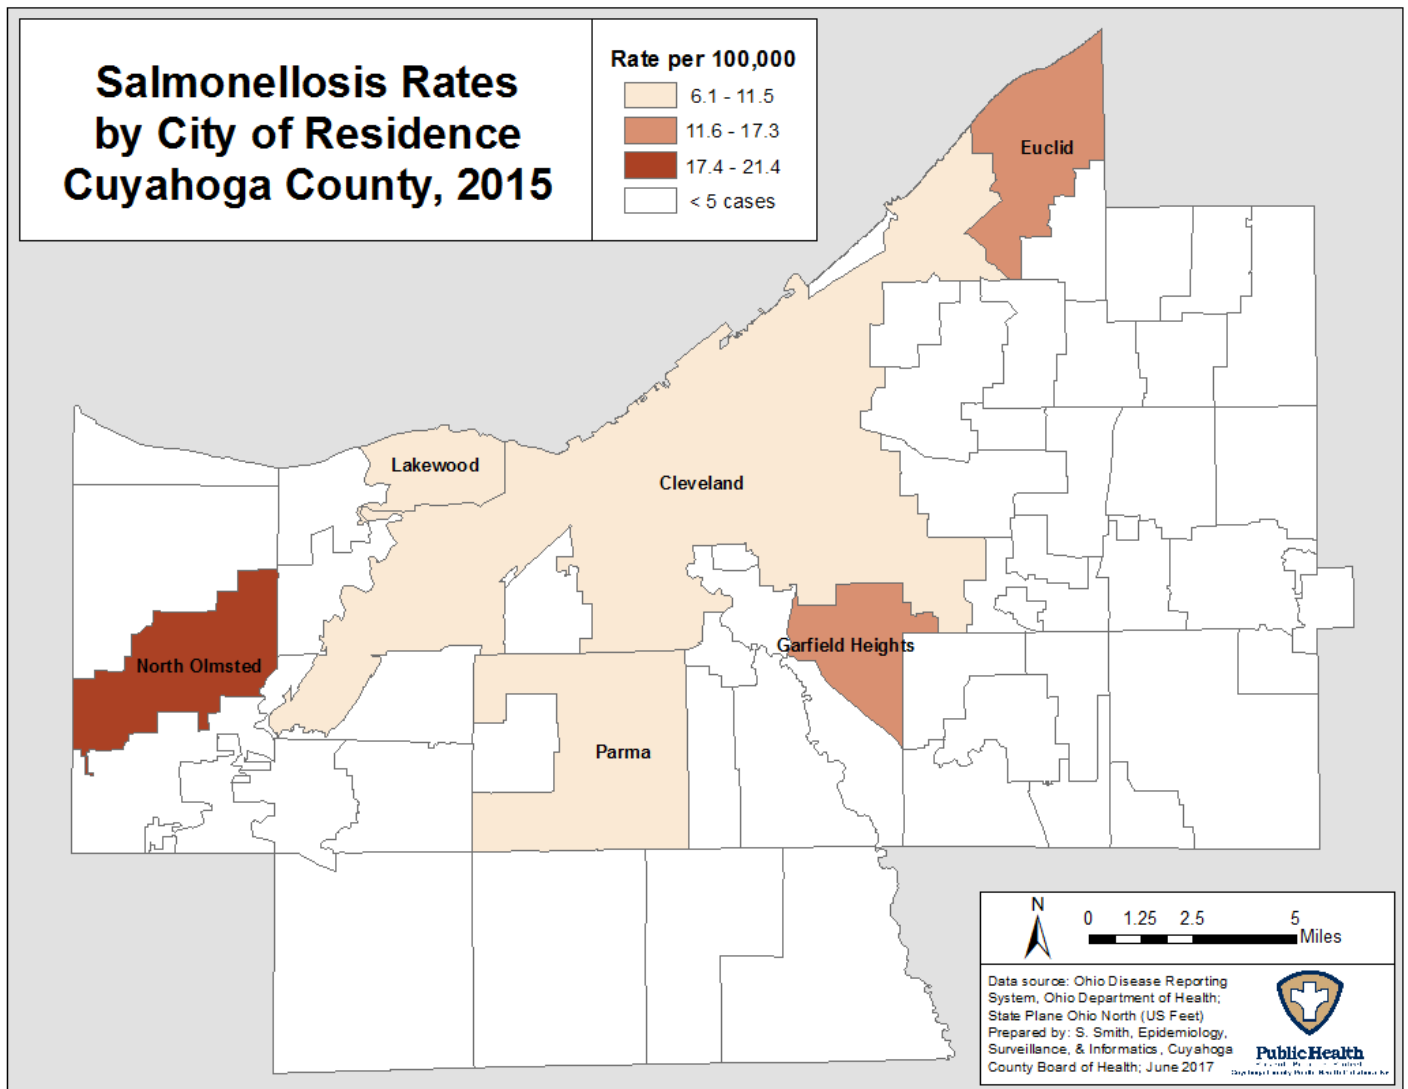 Salmonellosis Rates
by City of Residence
Cuyahoga County, 2015
Rate per 100,000
6.1 - 11.5
11.6 - 17.3
17.4 - 21.4
< 5 cases
Euclid
Lakewood
Cleveland
North Olmsted
Garfield Heights
Parma
N
0 1.25 2.5 5
Miles
Data source: Ohio Disease Reporting
System, Ohio Department of Health;
State Plane Ohio North (US Feet)
Prepared by: S. Smith, Epidemiology,
Surveillance, & Informatics, Cuyahoga
County Board of Health; June 2017
PublicHealth